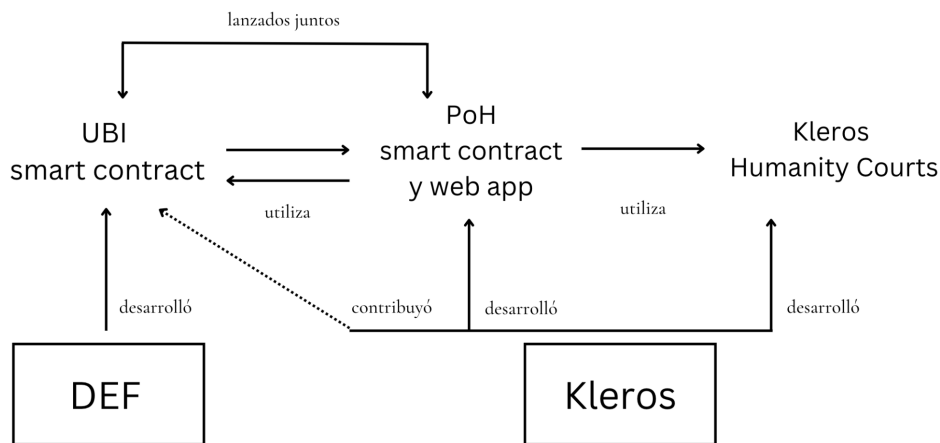 lanzados juntos
UBI
smart contract
PoH
smart contract
y web app
Kleros
Humanity Courts
utiliza
utiliza
desarrolló
contribuyó
desarrolló
desarrolló
DEF
Kleros